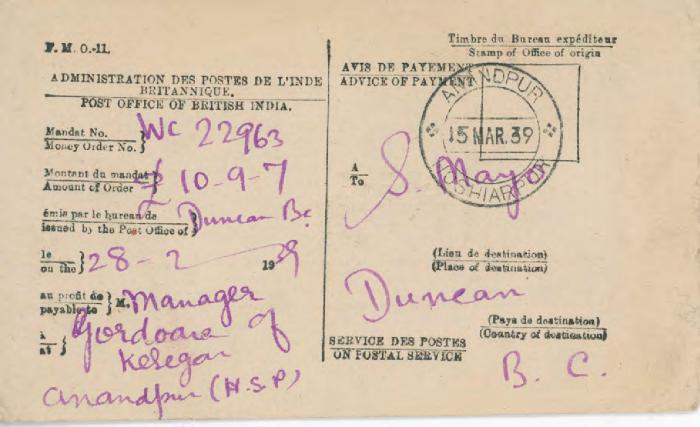 F. M. O.-11.
ADMINISTRATION DES POSTES DE L'INDE
BRITANNIQUE.
POST OFFICE OF BRITISH INDIA.
Mandat No.
Money Order No. } WC 22963
Montant du mandat
Amount of Order } £ 10-9-7
émis par le bureau de
issued by the Post Office of } Duncan Bc
le
on the } 28-2 1939
au profit de
payable to } M. Manager
à
at } Gordoara of
Kesegar
Anandpur (H.S.P)
Timbre du Bureau expéditeur
Stamp of Office of origin
AVIS DE PAYEMENT
ADVICE OF PAYMENT
ANANDPUR
15 MAR. 39
HOSHIARPUR
A
To
S. Mayo
(Lieu de destination)
(Place of destination)
Duncan
(Pays de destination)
(Country of destination)
SERVICE DES POSTES
ON POSTAL SERVICE
B. C.